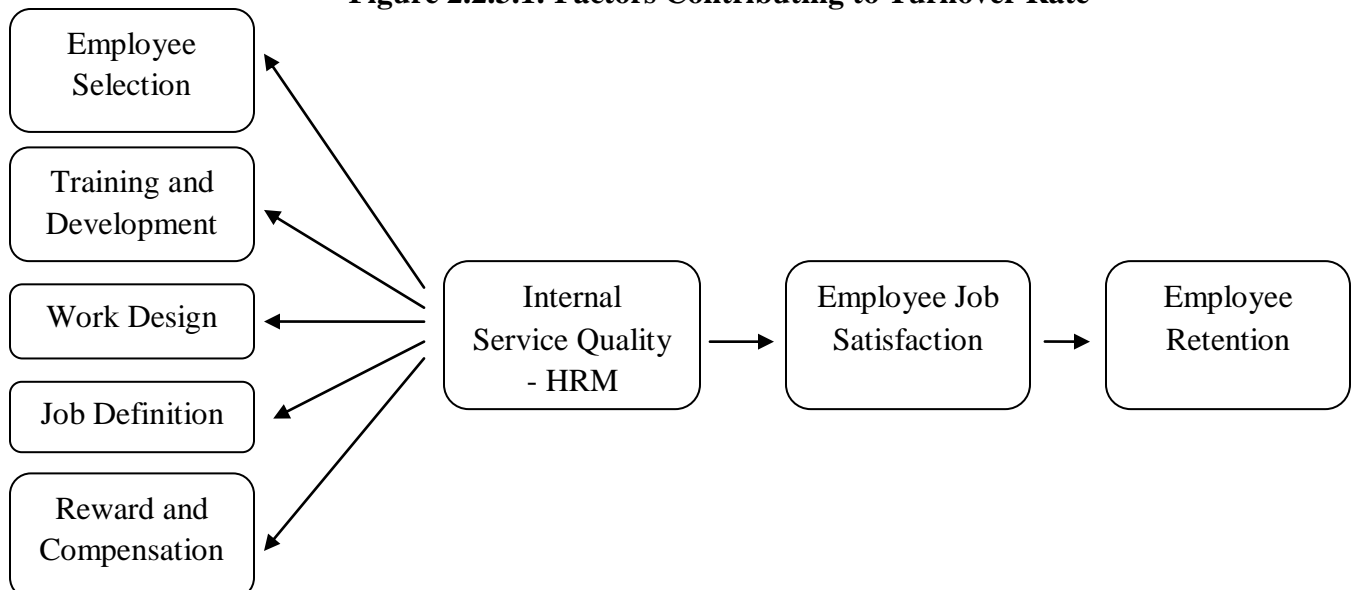 Figure 2.2.3.1. Factors Contributing to Turnover Rate
Employee
Selection
Training and
Development
Work Design
Job Definition
Reward and
Compensation
Internal
Service Quality
- HRM
Employee Job
Satisfaction
Employee
Retention